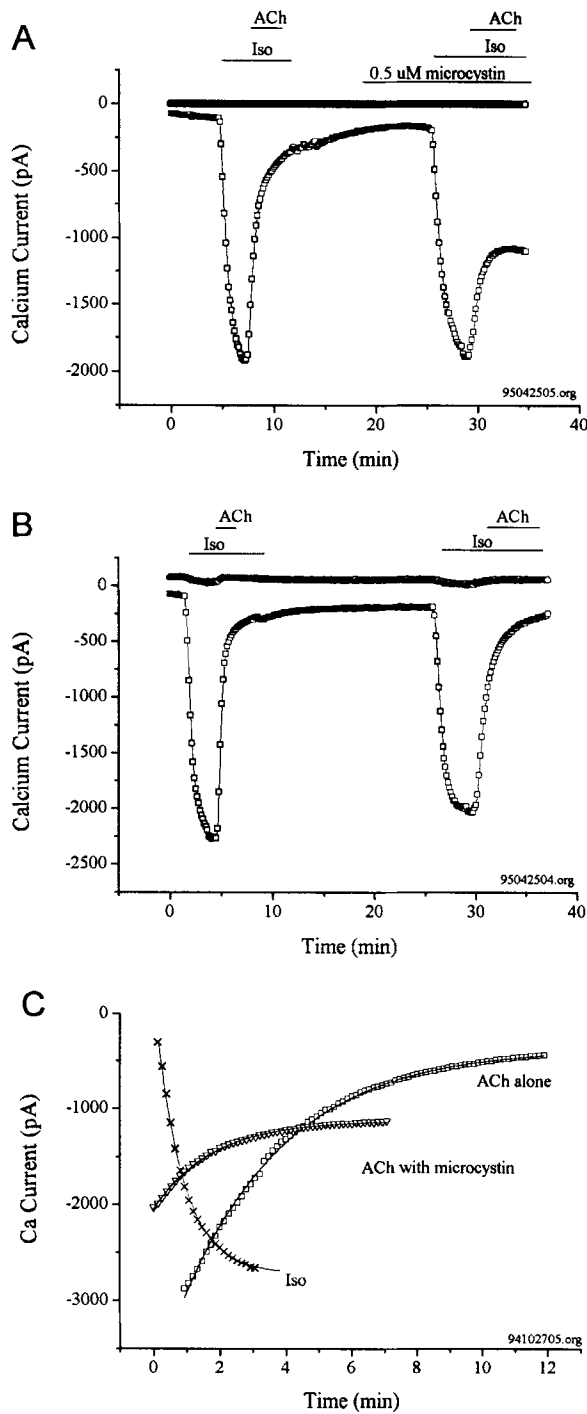 A
ACh
Iso
0.5 uM microcystin
0
-500
-1000
-1500
-2000
Calcium Current (pA)
95042505.org
0 10 20 30 40
Time (min)
B
ACh
ACh
Iso
Iso
0
-500
-1000
-1500
-2000
-2500
Calcium Current (pA)
95042504.org
0 10 20 30 40
Time (min)
C
0
-1000
-2000
-3000
Ca Current (pA)
ACh alone
ACh with microcystin
Iso
94102705.org
0 2 4 6 8 10 12
Time (min)
ACh
Iso